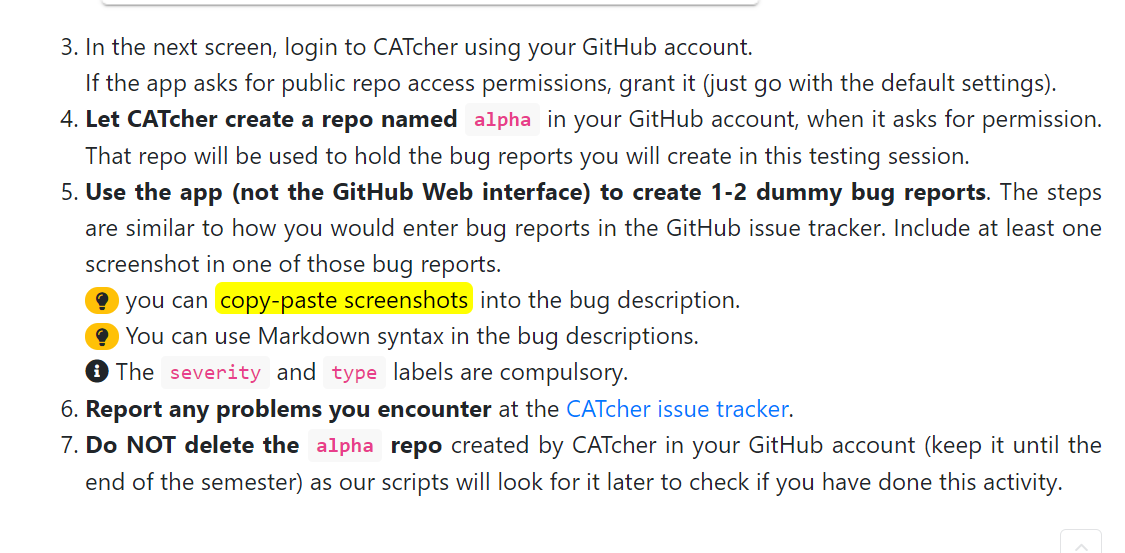 3. In the next screen, login to CATcher using your GitHub account.
If the app asks for public repo access permissions, grant it (just go with the default settings).
4. Let CATcher create a repo named alpha in your GitHub account, when it asks for permission.
That repo will be used to hold the bug reports you will create in this testing session.
5. Use the app (not the GitHub Web interface) to create 1-2 dummy bug reports. The steps
are similar to how you would enter bug reports in the GitHub issue tracker. Include at least one
screenshot in one of those bug reports.
you can copy-paste screenshots into the bug description.
You can use Markdown syntax in the bug descriptions.
The severity and type labels are compulsory.
6. Report any problems you encounter at the CATcher issue tracker.
7. Do NOT delete the alpha repo created by CATcher in your GitHub account (keep it until the
end of the semester) as our scripts will look for it later to check if you have done this activity.